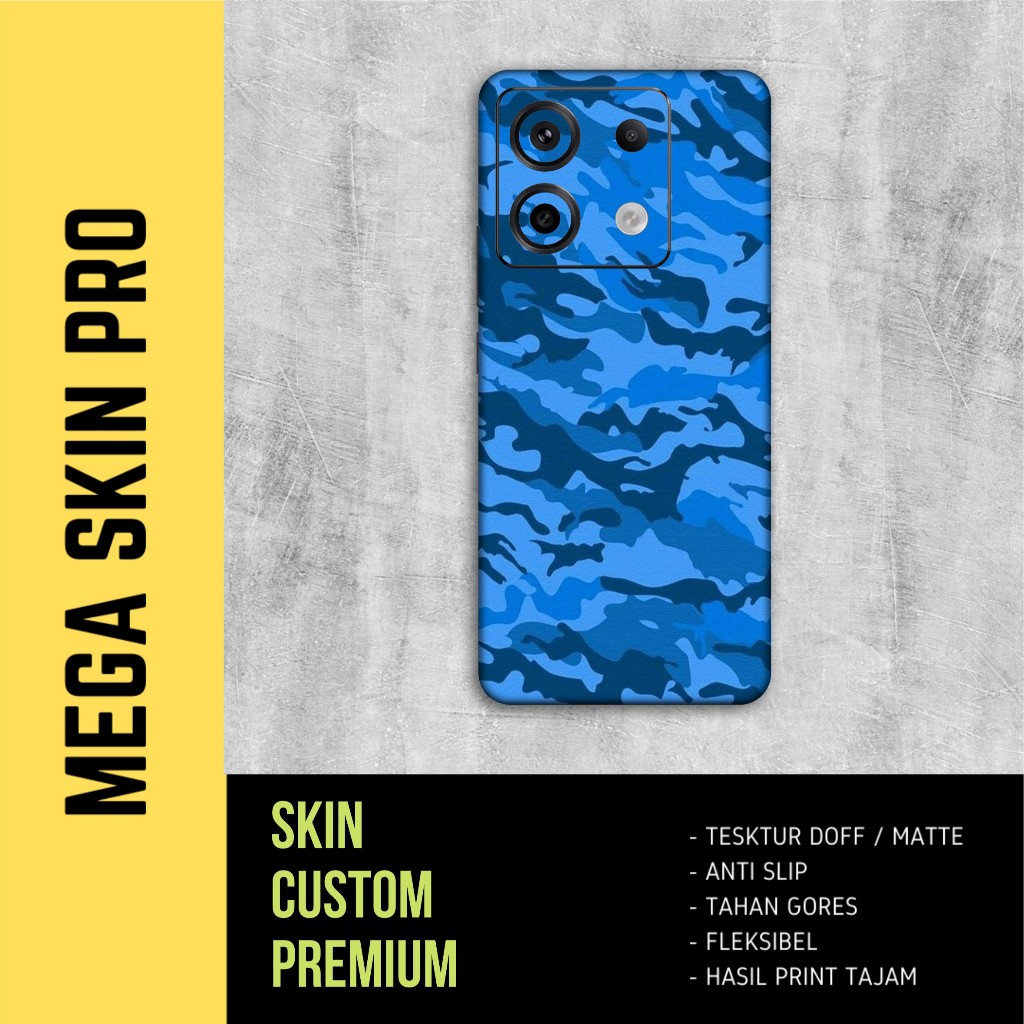 MEGA SKIN PRO
SKIN
CUSTOM
PREMIUM
- TESKTUR DOFF / MATTE
- ANTI SLIP
- TAHAN GORES
- FLEKSIBEL
- HASIL PRINT TAJAM